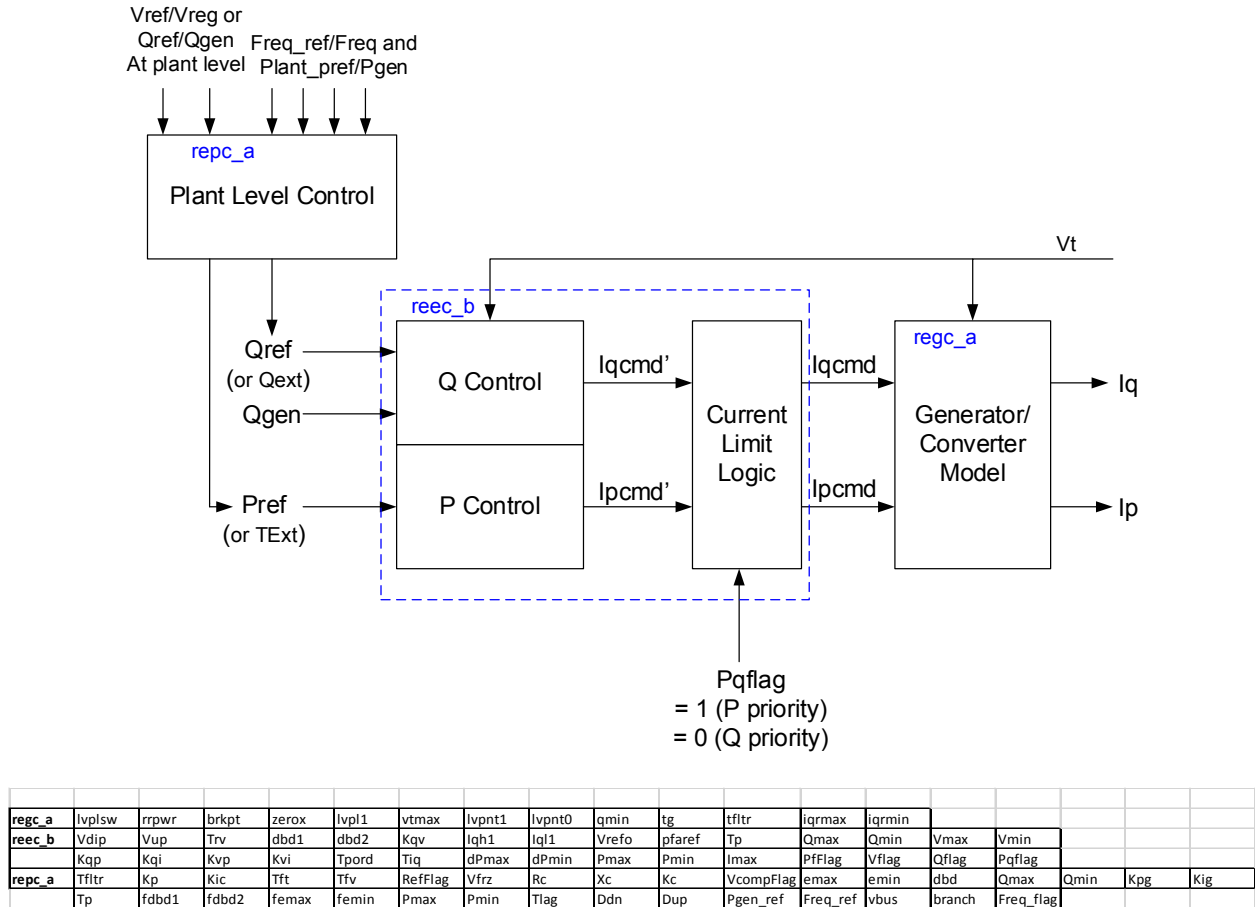 Vref/Vreg or
Qref/Qgen
At plant level
Freq_ref/Freq and
Plant_pref/Pgen
repc_a
Plant Level Control
Vt
reec_b
Qref
(or Qext)
Qgen
Pref
(or TExt)
Q Control
P Control
Iqcmd’
Ipcmd’
Current
Limit
Logic
Iqcmd
Ipcmd
regc_a
Generator/
Converter
Model
Iq
Ip
Pqflag
= 1 (P priority)
= 0 (Q priority)
regc_a lvplsw rrpwr brkpt zerox lvpl1 vtmax lvpnt1 lvpnt0 qmin tg tfltr iqrmax iqrmin
reec_b Vdip Vup Trv dbd1 dbd2 Kqv Iqh1 Iql1 Vrefo pfaref Tp Qmax Qmin Vmax Vmin
Kqp Kqi Kvp Kvi Tpord Tiq dPmax dPmin Pmax Pmin Imax PfFlag Vflag Qflag Pqflag
repc_a Tfltr Kp Kic Tft Tfv RefFlag Vfrz Rc Xc Kc VcompFlag emax emin dbd Qmax Qmin Kpg Kig
Tp fdbd1 fdbd2 femax femin Pmax Pmin Tlag Ddn Dup Pgen_ref Freq_ref vbus branch Freq_flag